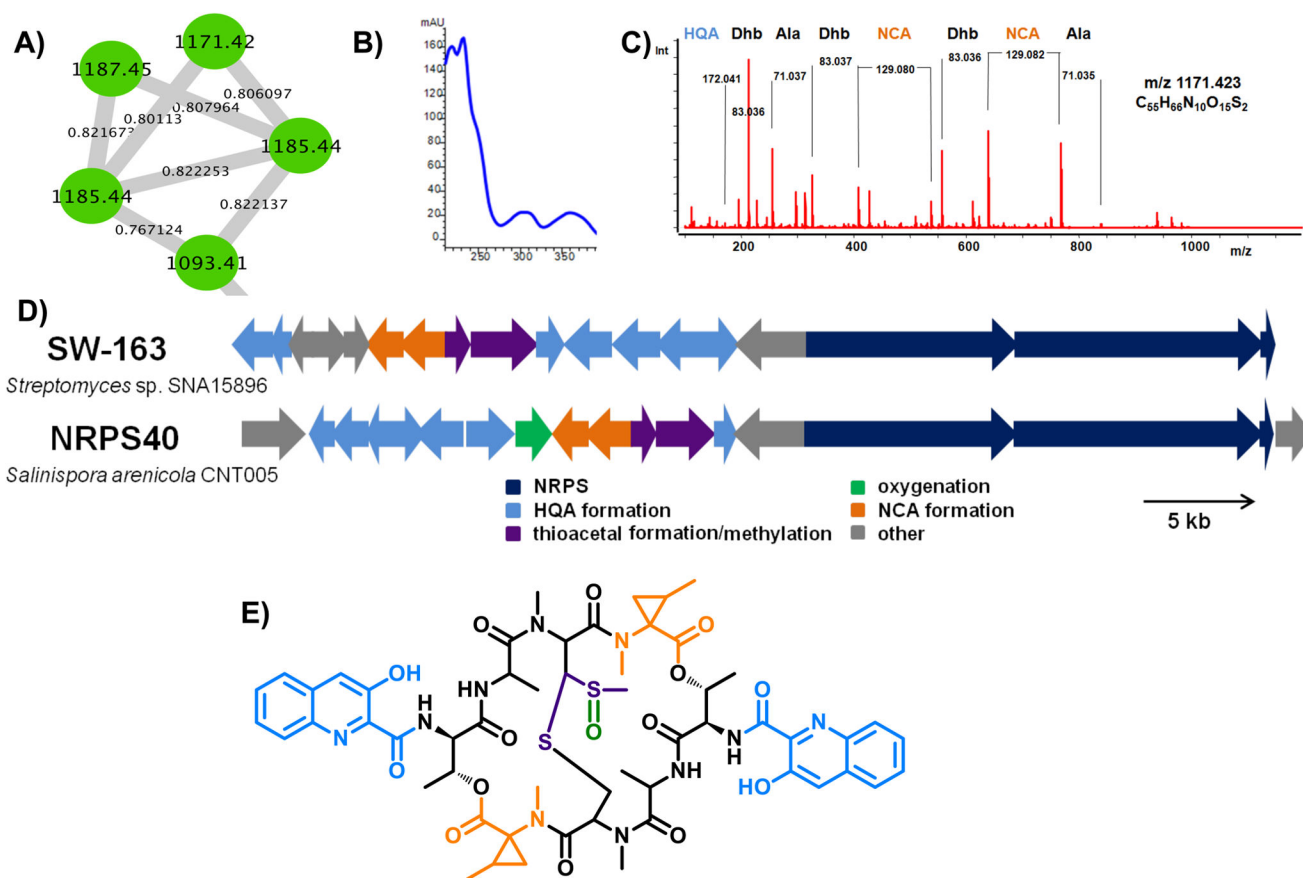 A)
1171.42
1187.45
0.806097
0.807964
0.80113
0.821673
1185.44
0.822253
1185.44
0.822137
0.767124
1093.41
B)
mAU
160
140
120
100
80
60
40
20
0
250 300 350
C)
Int
HQA Dhb Ala Dhb NCA Dhb NCA Ala
172.041
83.036
71.037
83.037
129.080
83.036
129.082
71.035
m/z 1171.423
C55H66N10O15S2
200 400 600 800 1000
m/z
D)
SW-163
Streptomyces sp. SNA15896
NRPS40
Salinispora arenicola CNT005
NRPS
HQA formation
thioacetal formation/methylation
oxygenation
NCA formation
other
5 kb
E)
O
N
O
O
N
O
OH
H
N
O
N
O
N
H
O
S
O
S
O
O
N
H
O
N
HO
NH
O
O
N
O
N
O